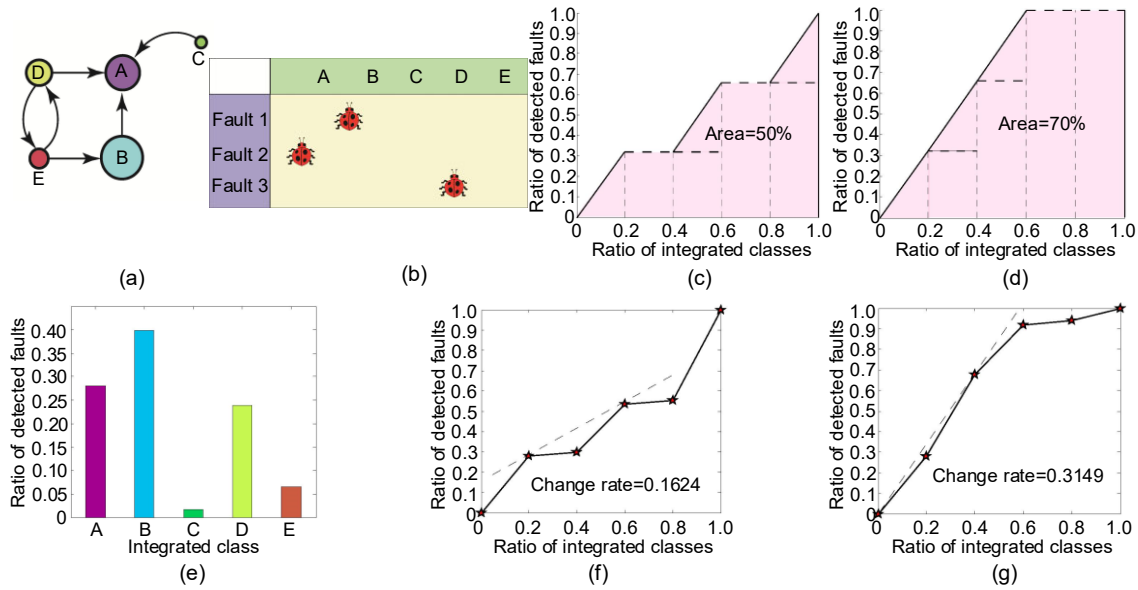 D
A
C
E
B
(a)
A B C D E
Fault 1
Fault 2
Fault 3
(b)
Ratio of detected faults
1.0
0.9
0.8
0.7
0.6
0.5
0.4
0.3
0.2
0.1
0
Area=50%
0 0.2 0.4 0.6 0.8 1.0
Ratio of integrated classes
(c)
Ratio of detected faults
1.0
0.9
0.8
0.7
0.6
0.5
0.4
0.3
0.2
0.1
0
Area=70%
0 0.2 0.4 0.6 0.8 1.0
Ratio of integrated classes
(d)
Ratio of detected faults
0.40
0.35
0.30
0.25
0.20
0.15
0.10
0.05
0
A B C D E
Integrated class
(e)
Ratio of detected faults
1.0
0.9
0.8
0.7
0.6
0.5
0.4
0.3
0.2
0.1
0
Change rate=0.1624
0 0.2 0.4 0.6 0.8 1.0
Ratio of integrated classes
(f)
Ratio of detected faults
1.0
0.9
0.8
0.7
0.6
0.5
0.4
0.3
0.2
0.1
0
Change rate=0.3149
0 0.2 0.4 0.6 0.8 1.0
Ratio of integrated classes
(g)